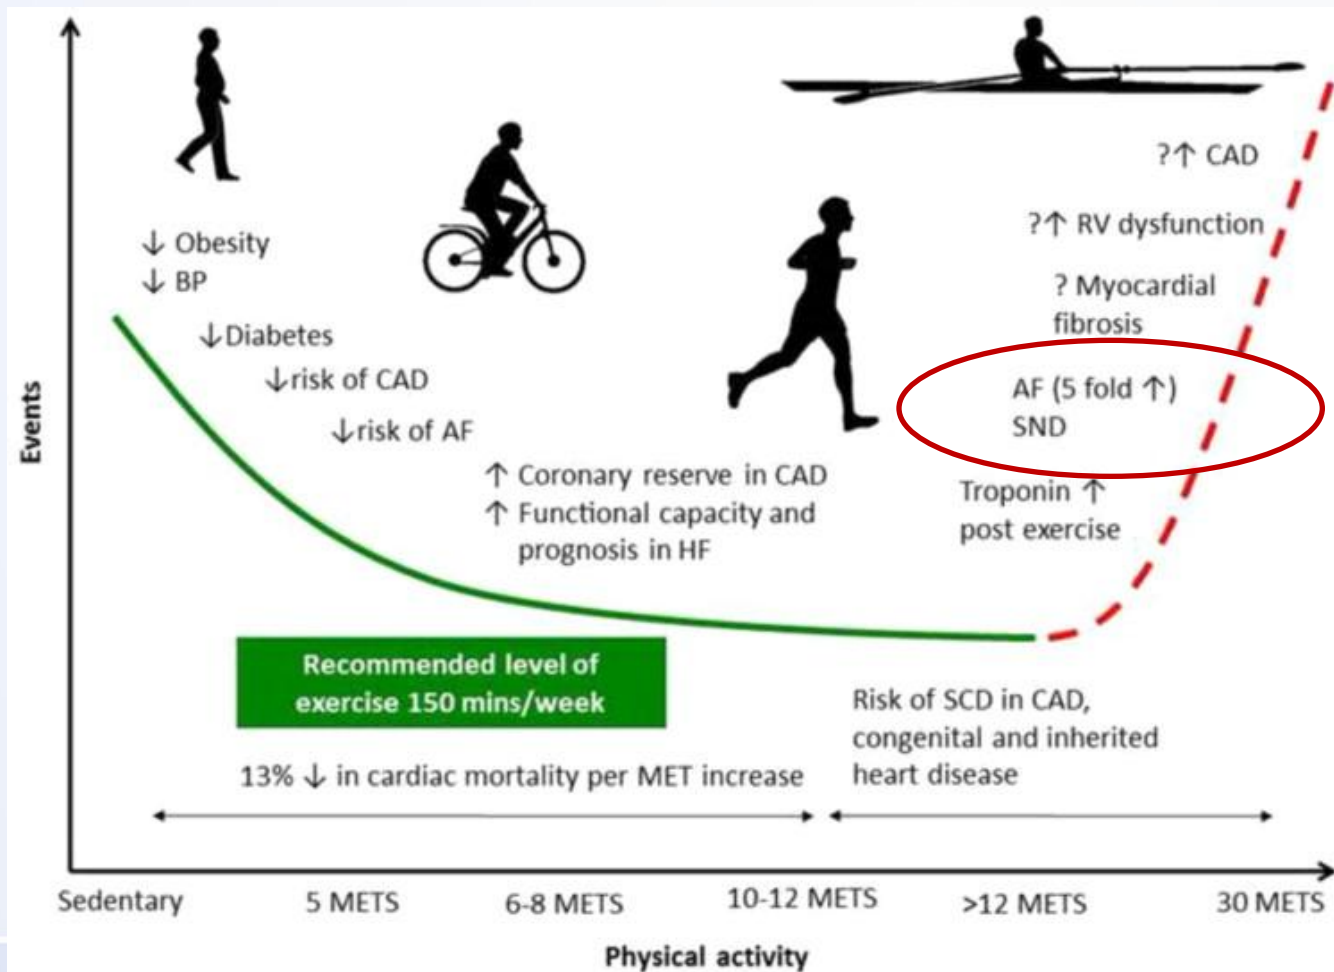 ?↑ CAD
?↑ RV dysfunction
↓ Obesity
↓ BP
? Myocardial
fibrosis
↓Diabetes
↓risk of CAD
AF (5 fold ↑)
SND
↓risk of AF
Events
↑ Coronary reserve in CAD
↑ Functional capacity and
prognosis in HF
Troponin ↑
post exercise
Recommended level of
exercise 150 mins/week
Risk of SCD in CAD,
congenital and inherited
heart disease
13% ↓ in cardiac mortality per MET increase
Sedentary
5 METS
6-8 METS
10-12 METS
>12 METS
30 METS
Physical activity